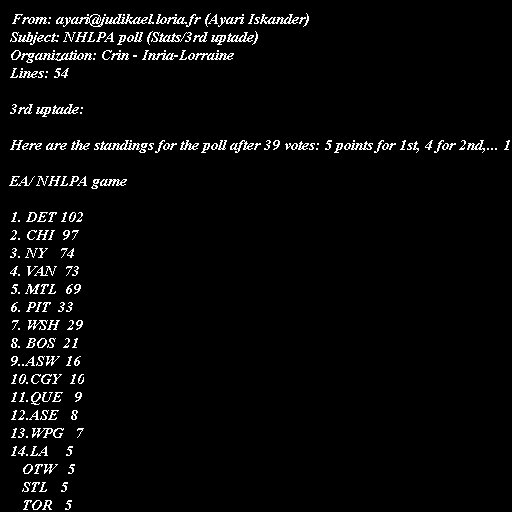 From: ayari@judikael.loria.fr (Ayari Iskander)
Subject: NHLPA poll (Stats/3rd uptade)
Organization: Crin - Inria-Lorraine
Lines: 54

3rd uptade:

Here are the standings for the poll after 39 votes: 5 points for 1st, 4 for 2nd,... 1

EA/ NHLPA game

1. DET 102
2. CHI  97
3. NY   74
4. VAN  73
5. MTL  69
6. PIT  33
7. WSH  29
8. BOS  21
9..ASW  16
10.CGY  10
11.QUE   9
12.ASE   8
13.WPG   7
14.LA    5
   OTW   5
   STL   5
   TOR   5